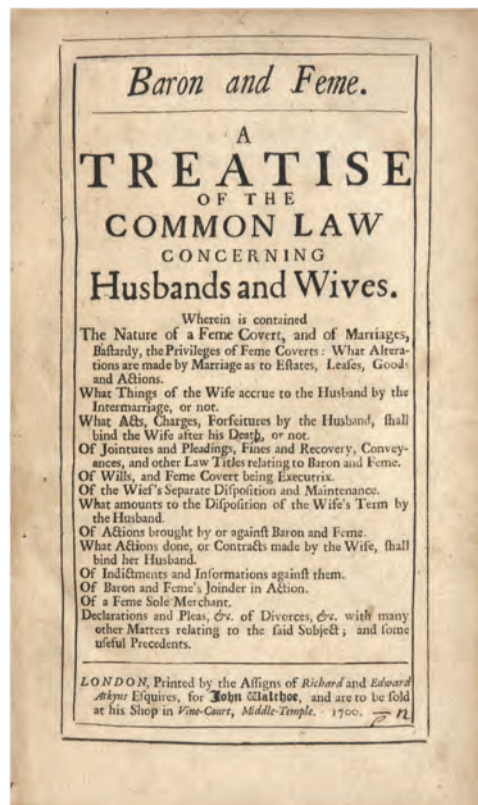 Baron and Feme.
A
TREATISE
OF THE
COMMON LAW
CONCERNING
Husbands and Wives.
Wherein is contained
The Nature of a Feme Covert, and of Marriages,
Baſtardy, the Privileges of Feme Coverts: What Altera-
tions are made by Marriage as to Eſtates, Leaſes, Goods
and Actions.
What Things of the Wife accrue to the Husband by the
Intermarriage, or not.
What Acts, Charges, Forfeitures by the Husband, ſhall
bind the Wife after his Death, or not.
Of Jointures and Pleadings, Fines and Recovery, Convey-
ances, and other Law Titles relating to Baron and Feme.
Of Wills, and Feme Covert being Executrix.
Of the Wief's Separate Diſpoſition and Maintenance.
What amounts to the Diſpoſition of the Wife's Term by
the Husband.
Of Actions brought by or againſt Baron and Feme.
What Actions done, or Contracts made by the Wife, ſhall
bind her Husband.
Of Indictments and Informations againſt them.
Of Baron and Feme's Joinder in Action.
Of a Feme Sole Merchant.
Declarations and Pleas, &c. of Divorces, &c. with many
other Matters relating to the ſaid Subject; and ſome
uſeful Precedents.
LONDON, Printed by the Aſſigns of Richard and Edward
Atkyns Eſquires, for John Walthoe, and are to be ſold
at his Shop in Vine-Court, Middle-Temple. 1700.